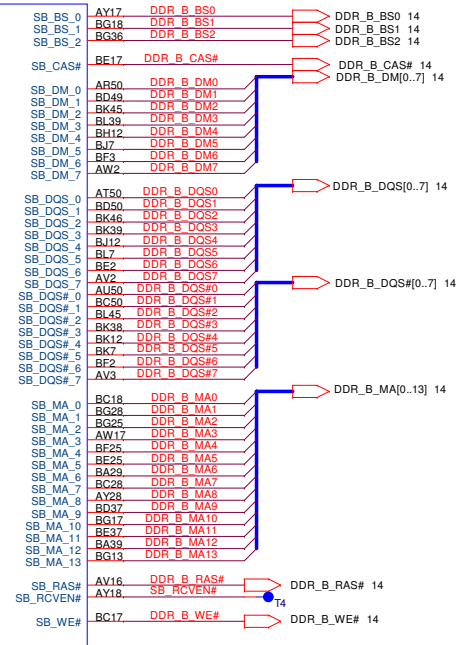 SB_BS_0 AY17 DDR_B_BS0 DDR_B_BS0 14
SB_BS_1 BG18 DDR_B_BS1 DDR_B_BS1 14
SB_BS_2 BG36 DDR_B_BS2 DDR_B_BS2 14
SB_CAS# BE17 DDR_B_CAS# DDR_B_CAS# 14
DDR_B_DM[0..7] 14
SB_DM_0 AR50 DDR_B_DM0
SB_DM_1 BD49 DDR_B_DM1
SB_DM_2 BK45 DDR_B_DM2
SB_DM_3 BL39 DDR_B_DM3
SB_DM_4 BH12 DDR_B_DM4
SB_DM_5 BJ7 DDR_B_DM5
SB_DM_6 BF3 DDR_B_DM6
SB_DM_7 AW2 DDR_B_DM7
DDR_B_DQS[0..7] 14
SB_DQS_0 AT50 DDR_B_DQS0
SB_DQS_1 BD50 DDR_B_DQS1
SB_DQS_2 BK46 DDR_B_DQS2
SB_DQS_3 BK39 DDR_B_DQS3
SB_DQS_4 BJ12 DDR_B_DQS4
SB_DQS_5 BL7 DDR_B_DQS5
SB_DQS_6 BE2 DDR_B_DQS6
SB_DQS_7 AV2 DDR_B_DQS7
DDR_B_DQS#[0..7] 14
SB_DQS#_0 AU50 DDR_B_DQS#0
SB_DQS#_1 BC50 DDR_B_DQS#1
SB_DQS#_2 BL45 DDR_B_DQS#2
SB_DQS#_3 BK38 DDR_B_DQS#3
SB_DQS#_4 BK12 DDR_B_DQS#4
SB_DQS#_5 BK7 DDR_B_DQS#5
SB_DQS#_6 BF2 DDR_B_DQS#6
SB_DQS#_7 AV3 DDR_B_DQS#7
DDR_B_MA[0..13] 14
SB_MA_0 BC18 DDR_B_MA0
SB_MA_1 BG28 DDR_B_MA1
SB_MA_2 BG25 DDR_B_MA2
SB_MA_3 AW17 DDR_B_MA3
SB_MA_4 BF25 DDR_B_MA4
SB_MA_5 BE25 DDR_B_MA5
SB_MA_6 BA29 DDR_B_MA6
SB_MA_7 BC28 DDR_B_MA7
SB_MA_8 AY28 DDR_B_MA8
SB_MA_9 BD37 DDR_B_MA9
SB_MA_10 BG17 DDR_B_MA10
SB_MA_11 BE37 DDR_B_MA11
SB_MA_12 BA39 DDR_B_MA12
SB_MA_13 BG13 DDR_B_MA13
SB_RAS# AV16 DDR_B_RAS# DDR_B_RAS# 14
SB_RCVEN# AY18 SB_RCVEN# T4
SB_WE# BC17 DDR_B_WE# DDR_B_WE# 14